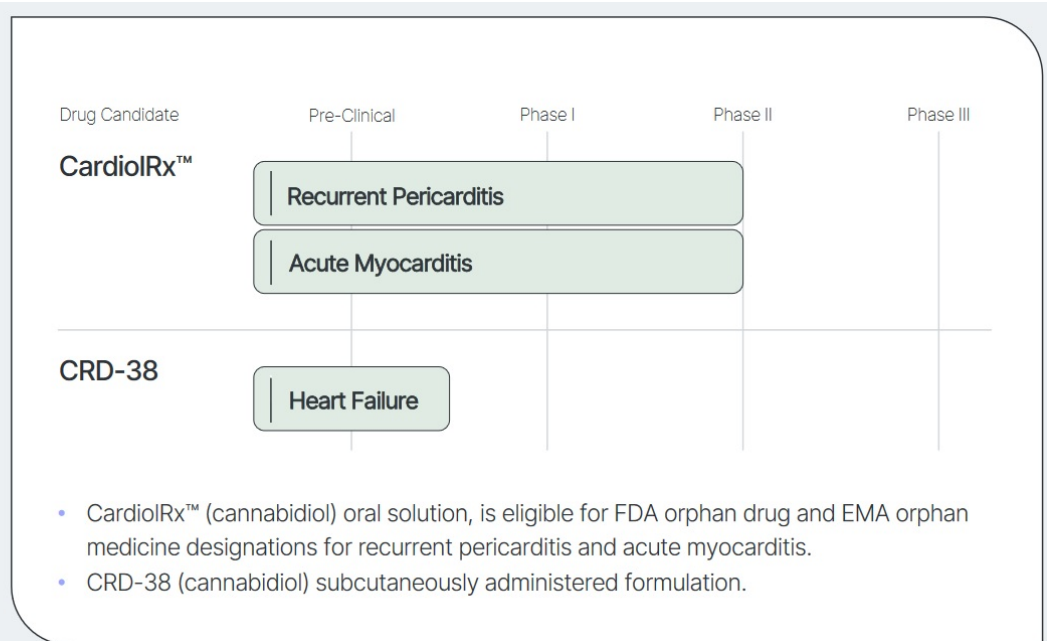 Drug Candidate Pre-Clinical Phase I Phase II Phase III
CardiolRx™
Recurrent Pericarditis
Acute Myocarditis
CRD-38
Heart Failure
• CardiolRx™ (cannabidiol) oral solution, is eligible for FDA orphan drug and EMA orphan
medicine designations for recurrent pericarditis and acute myocarditis.
• CRD-38 (cannabidiol) subcutaneously administered formulation.